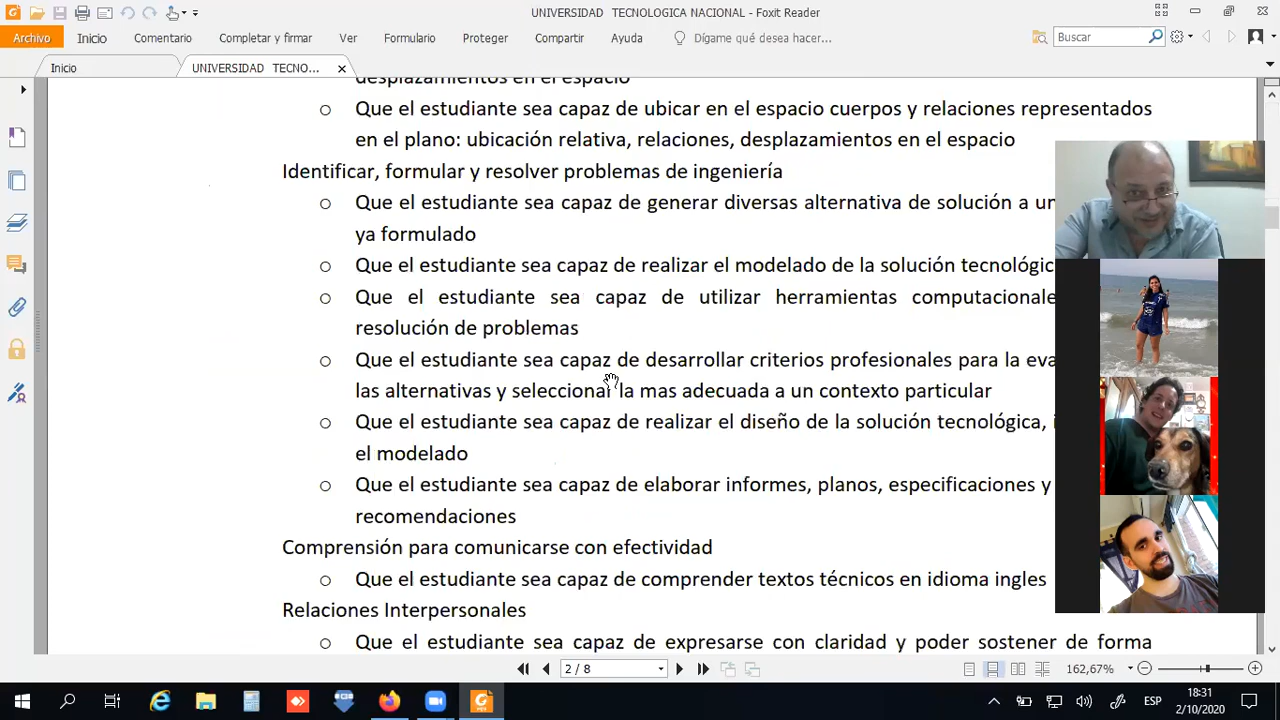 UNIVERSIDAD TECNOLOGICA NACIONAL - Foxit Reader
Archivo Inicio Comentario Completar y firmar Ver Formulario Proteger Compartir Ayuda Dígame qué desea hacer... Buscar
Inicio UNIVERSIDAD TECNO...
desplazamientos en el espacio
o Que el estudiante sea capaz de ubicar en el espacio cuerpos y relaciones representados
en el plano: ubicación relativa, relaciones, desplazamientos en el espacio
Identificar, formular y resolver problemas de ingeniería
o Que el estudiante sea capaz de generar diversas alternativa de solución a un
ya formulado
o Que el estudiante sea capaz de realizar el modelado de la solución tecnológic
o Que el estudiante sea capaz de utilizar herramientas computacionale
resolución de problemas
o Que el estudiante sea capaz de desarrollar criterios profesionales para la eva
las alternativas y seleccionar la mas adecuada a un contexto particular
o Que el estudiante sea capaz de realizar el diseño de la solución tecnológica, i
el modelado
o Que el estudiante sea capaz de elaborar informes, planos, especificaciones y
recomendaciones
Comprensión para comunicarse con efectividad
o Que el estudiante sea capaz de comprender textos técnicos en idioma ingles
Relaciones Interpersonales
o Que el estudiante sea capaz de expresarse con claridad y poder sostener de forma
2 / 8 162,67%
ESP 18:31
2/10/2020